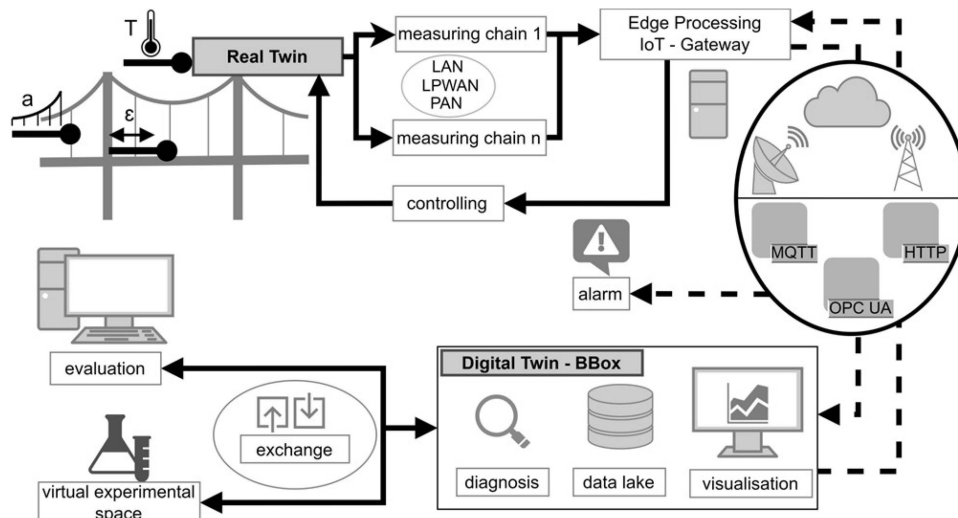 T
Real Twin
measuring chain 1
LAN
LPWAN
PAN
measuring chain n
Edge Processing
IoT - Gateway
a
ε
controlling
MQTT
HTTP
OPC UA
alarm
evaluation
exchange
virtual experimental
space
Digital Twin - BBox
diagnosis
data lake
visualisation